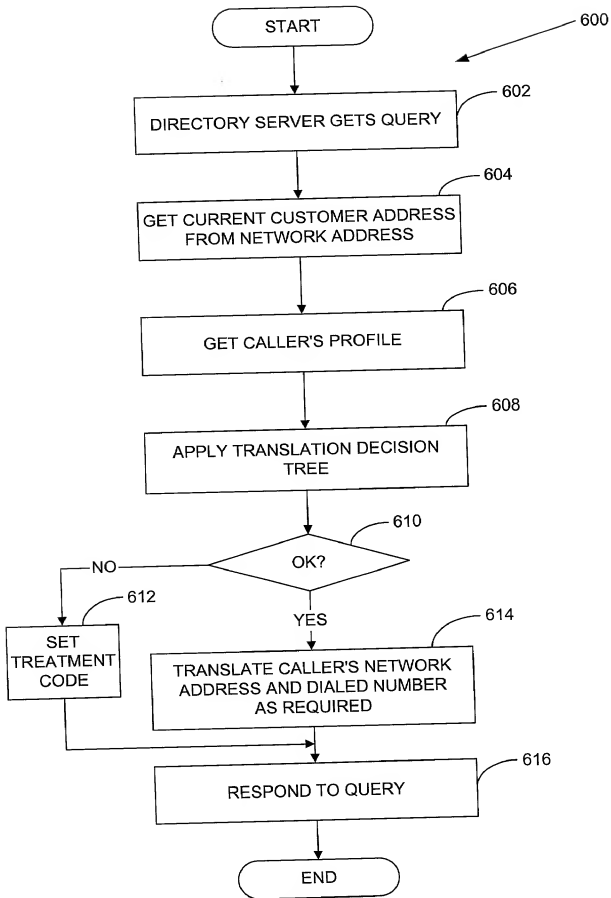 START
600
602
DIRECTORY SERVER GETS QUERY
604
GET CURRENT CUSTOMER ADDRESS
FROM NETWORK ADDRESS
606
GET CALLER'S PROFILE
608
APPLY TRANSLATION DECISION
TREE
610
OK?
NO
612
YES
614
SET
TREATMENT
CODE
TRANSLATE CALLER'S NETWORK
ADDRESS AND DIALED NUMBER
AS REQUIRED
616
RESPOND TO QUERY
END